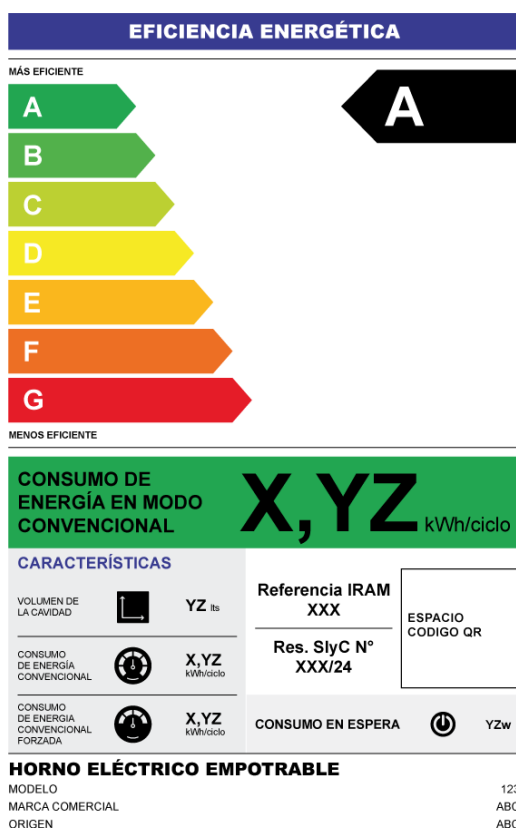 EFICIENCIA ENERGÉTICA
MÁS EFICIENTE
A
A
B
C
D
E
F
G
MENOS EFICIENTE
CONSUMO DE
ENERGÍA EN MODO
CONVENCIONAL
X,YZ kWh/ciclo
CARACTERÍSTICAS
VOLUMEN DE
LA CAVIDAD
YZ lts
CONSUMO
DE ENERGÍA
CONVENCIONAL
X,YZ
kWh/ciclo
CONSUMO
DE ENERGIA
CONVENCIONAL
FORZADA
X,YZ
kWh/ciclo
Referencia IRAM
XXX
Res. SIyC N°
XXX/24
ESPACIO
CODIGO QR
CONSUMO EN ESPERA
YZw
HORNO ELÉCTRICO EMPOTRABLE
MODELO 123
MARCA COMERCIAL ABC
ORIGEN ABC